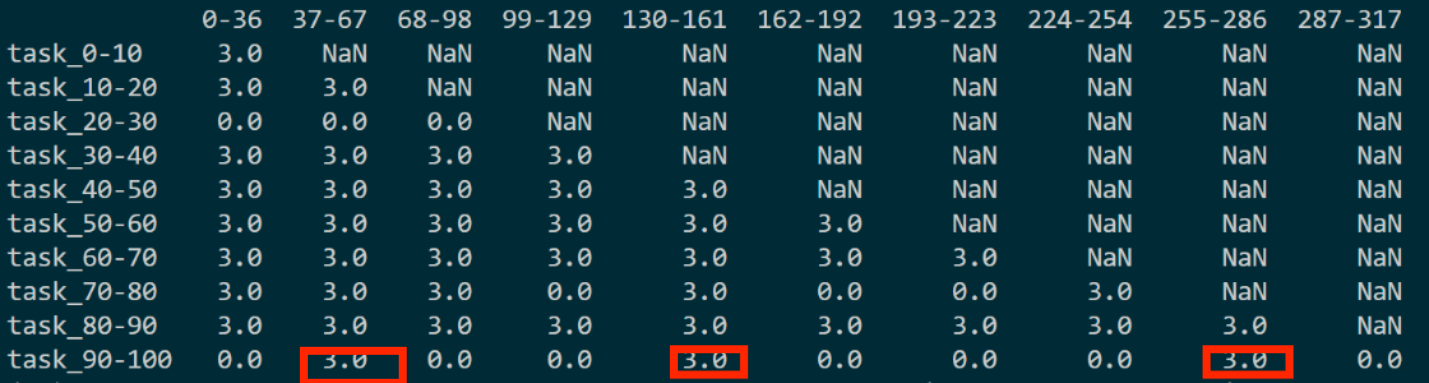 0-36 37-67 68-98 99-129 130-161 162-192 193-223 224-254 255-286 287-317
task_0-10 3.0 NaN NaN NaN NaN NaN NaN NaN NaN NaN
task_10-20 3.0 3.0 NaN NaN NaN NaN NaN NaN NaN NaN
task_20-30 0.0 0.0 0.0 NaN NaN NaN NaN NaN NaN NaN
task_30-40 3.0 3.0 3.0 3.0 NaN NaN NaN NaN NaN NaN
task_40-50 3.0 3.0 3.0 3.0 3.0 NaN NaN NaN NaN NaN
task_50-60 3.0 3.0 3.0 3.0 3.0 3.0 NaN NaN NaN NaN
task_60-70 3.0 3.0 3.0 3.0 3.0 3.0 3.0 NaN NaN NaN
task_70-80 3.0 3.0 3.0 0.0 3.0 0.0 0.0 3.0 NaN NaN
task_80-90 3.0 3.0 3.0 3.0 3.0 3.0 3.0 3.0 3.0 NaN
task_90-100 0.0 3.0 0.0 0.0 3.0 0.0 0.0 0.0 3.0 0.0